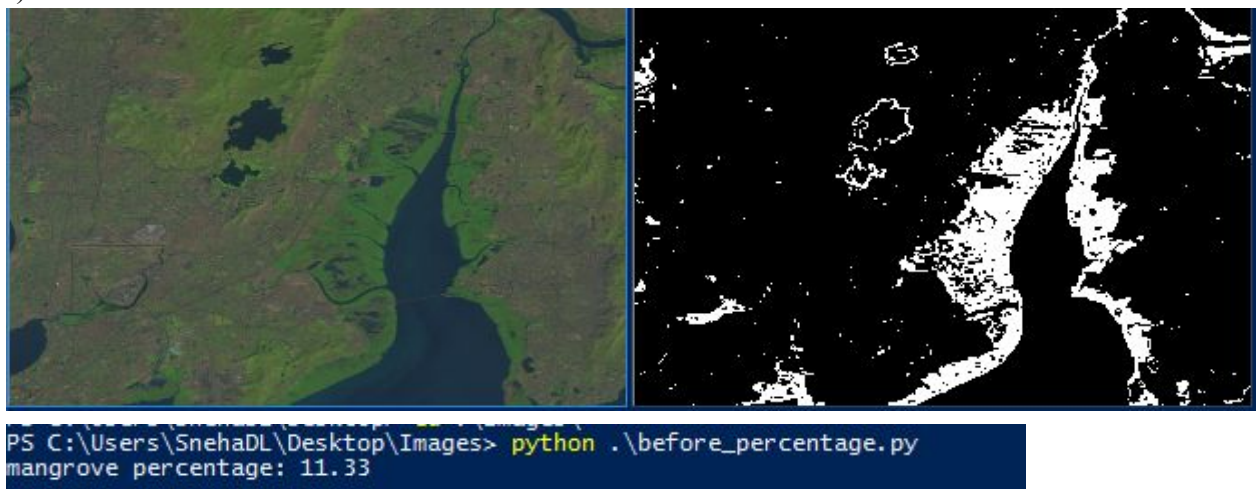 PS C:\Users\SnehaDL\Desktop\Images> python .\before_percentage.py
mangrove percentage: 11.33